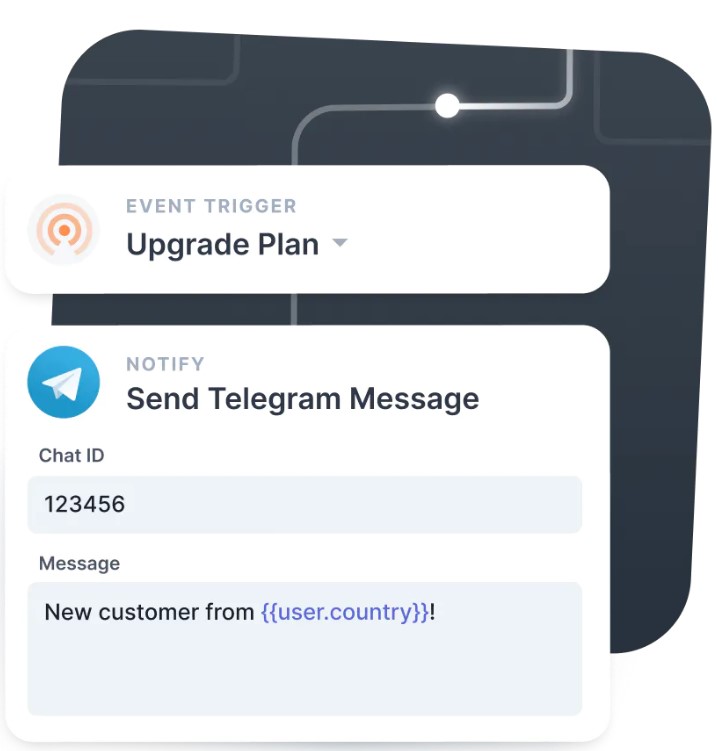 EVENT TRIGGER
Upgrade Plan
NOTIFY
Send Telegram Message
Chat ID
123456
Message
New customer from {{user.country}}!